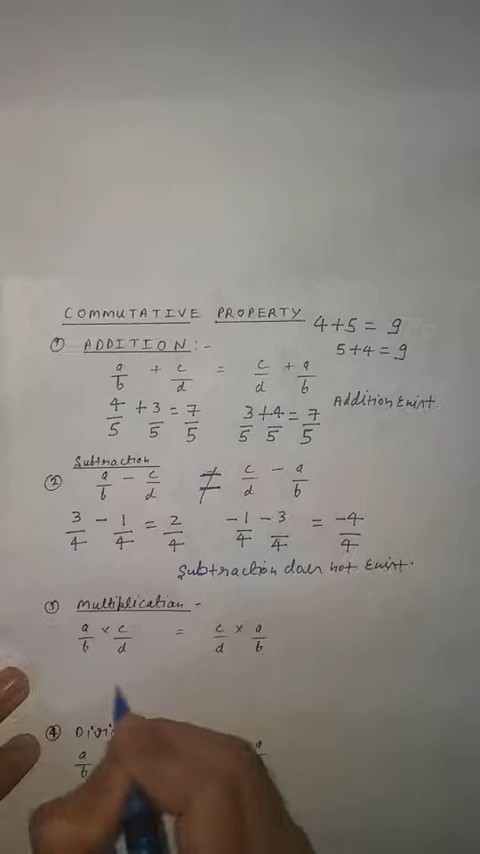 COMMUTATIVE PROPERTY 4+5 = 9
① ADDITION :- 5+4 = 9
a/b + c/d = c/d + a/b
4/5 + 3/5 = 7/5 3/5 + 4/5 = 7/5 Addition Exist.
Subtraction
② a/b - c/d ≠ c/d - a/b
3/4 - 1/4 = 2/4 -1/4 - 3/4 = -4/4
Subtraction does not Exist.
③ Multiplication -
a/b × c/d = c/d × a/b
④ Divi
a/b a